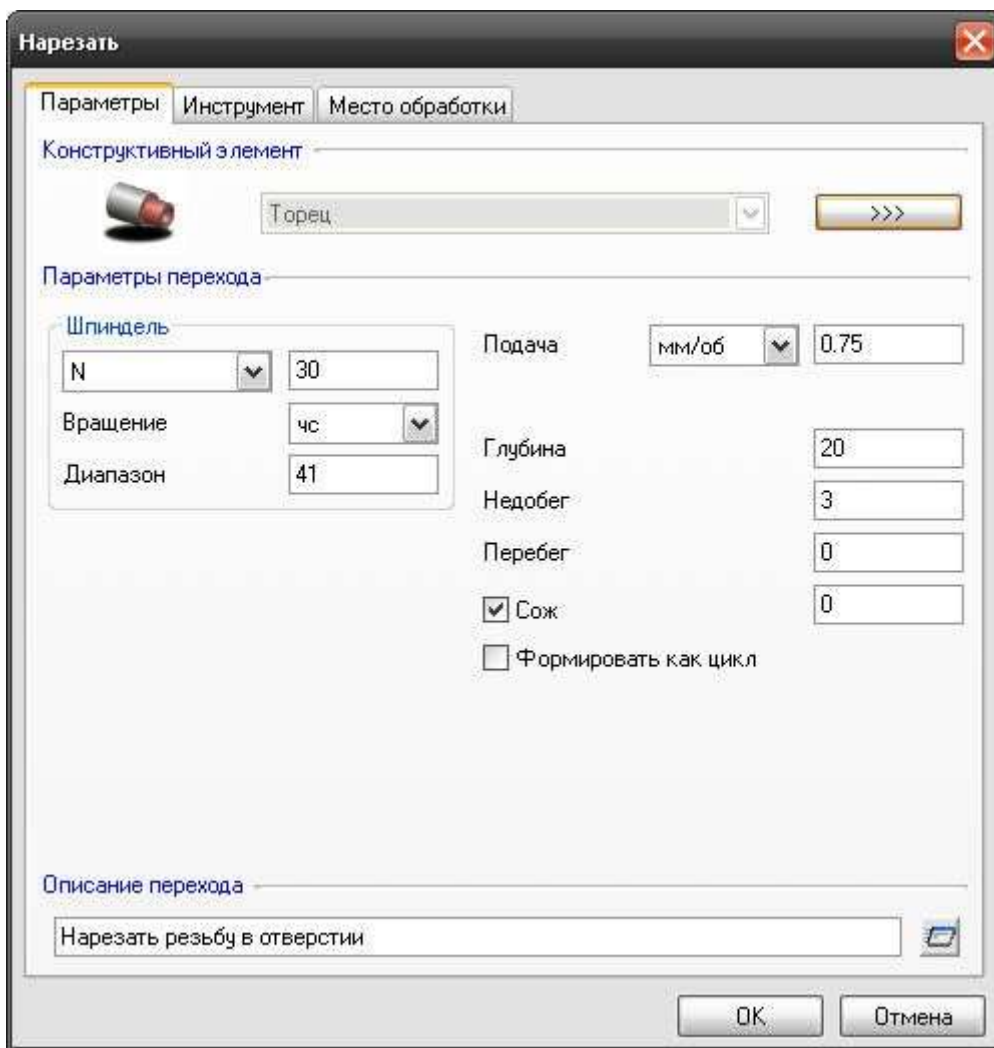 Нарезать
Параметры Инструмент Место обработки
Конструктивный элемент
Торец >>>
Параметры перехода
Шпиндель
N 30
Подача мм/об 0.75
Вращение чс
Диапазон 41
Глубина 20
Недобег 3
Перебег 0
Сож 0
Формировать как цикл
Описание перехода
Нарезать резьбу в отверстии
OK Отмена